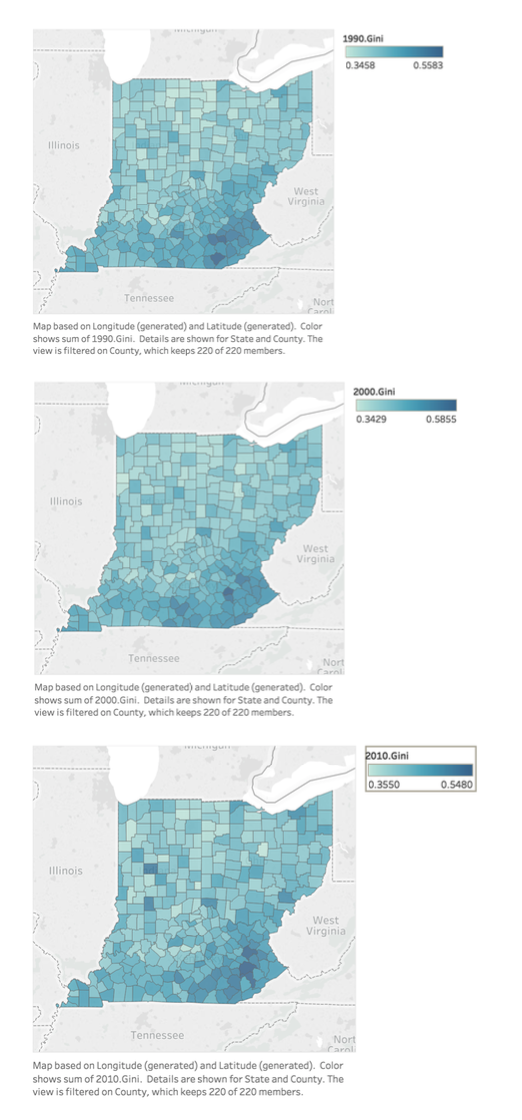 Michigan
1990.Gini
0.3458 0.5583
Illinois
West
Virginia
Tennessee
Nort
Carol
Map based on Longitude (generated) and Latitude (generated). Color
shows sum of 1990.Gini. Details are shown for State and County. The
view is filtered on County, which keeps 220 of 220 members.
Michigan
2000.Gini
0.3429 0.5855
Illinois
West
Virginia
Tennessee
Nort
Carol
Map based on Longitude (generated) and Latitude (generated). Color
shows sum of 2000.Gini. Details are shown for State and County. The
view is filtered on County, which keeps 220 of 220 members.
Michigan
2010.Gini
0.3550 0.5480
Illinois
West
Virginia
Tennessee
Nort
Carol
Map based on Longitude (generated) and Latitude (generated). Color
shows sum of 2010.Gini. Details are shown for State and County. The
view is filtered on County, which keeps 220 of 220 members.